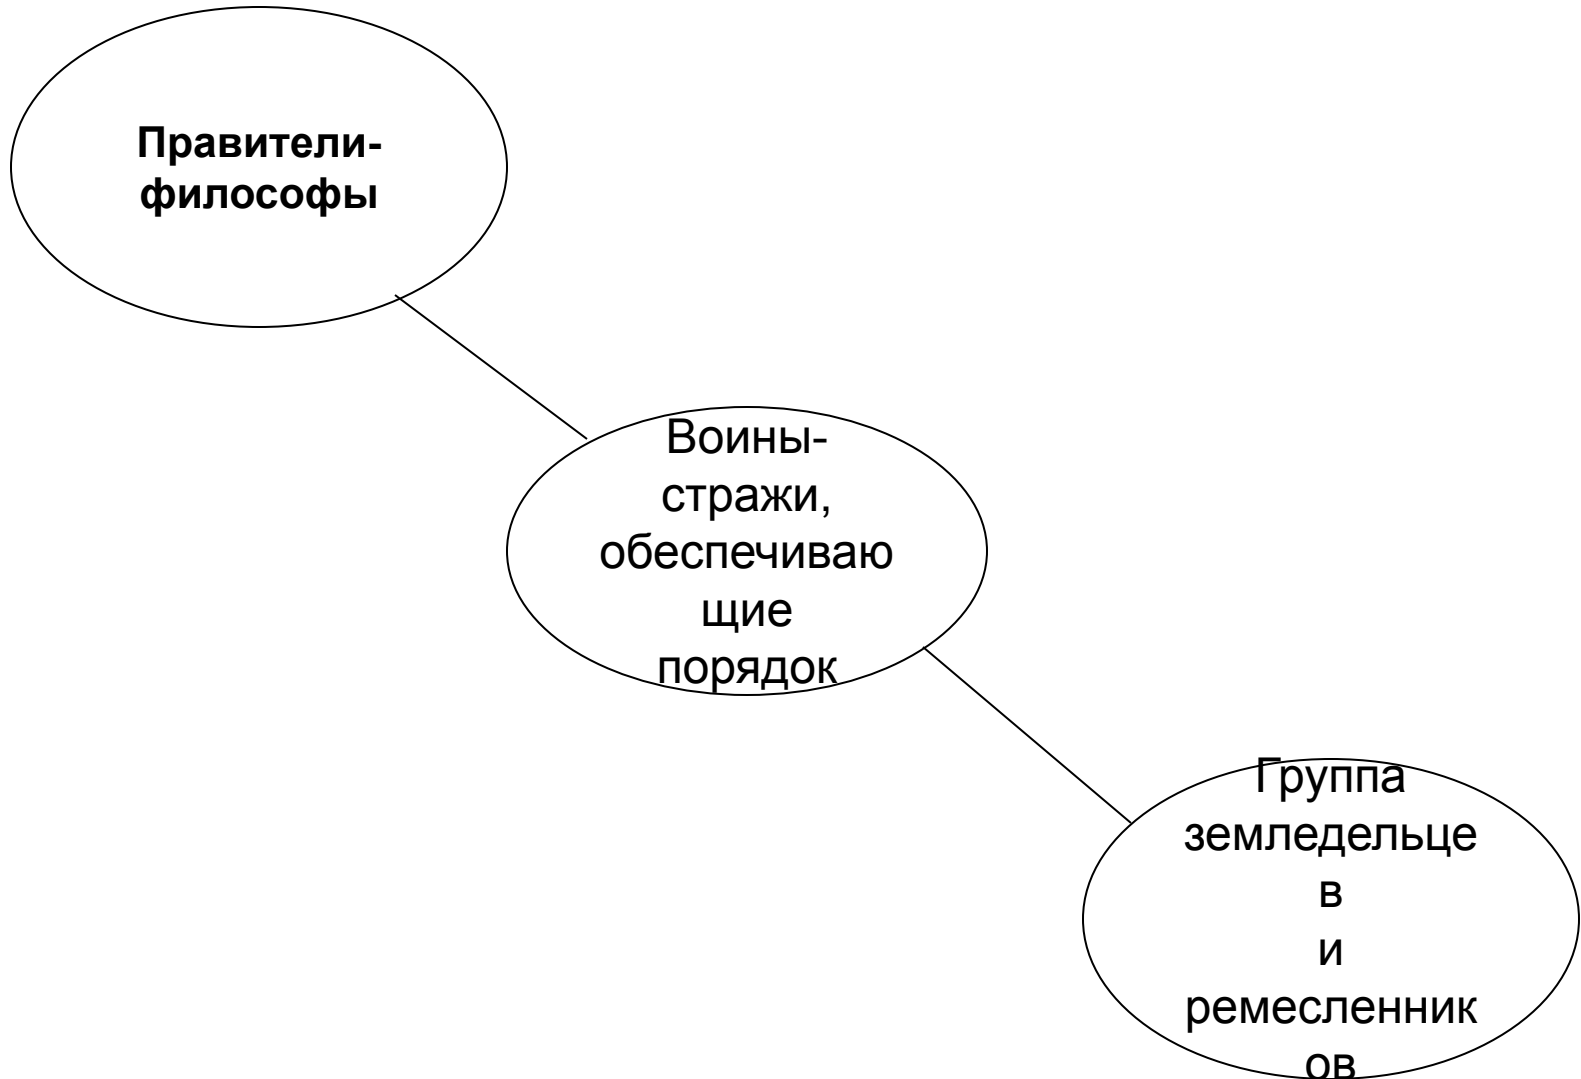 Правители-
философы
Воины-
стражи,
обеспечиваю
щие
порядок
Группа
земледельце
в
и
ремесленник
ов